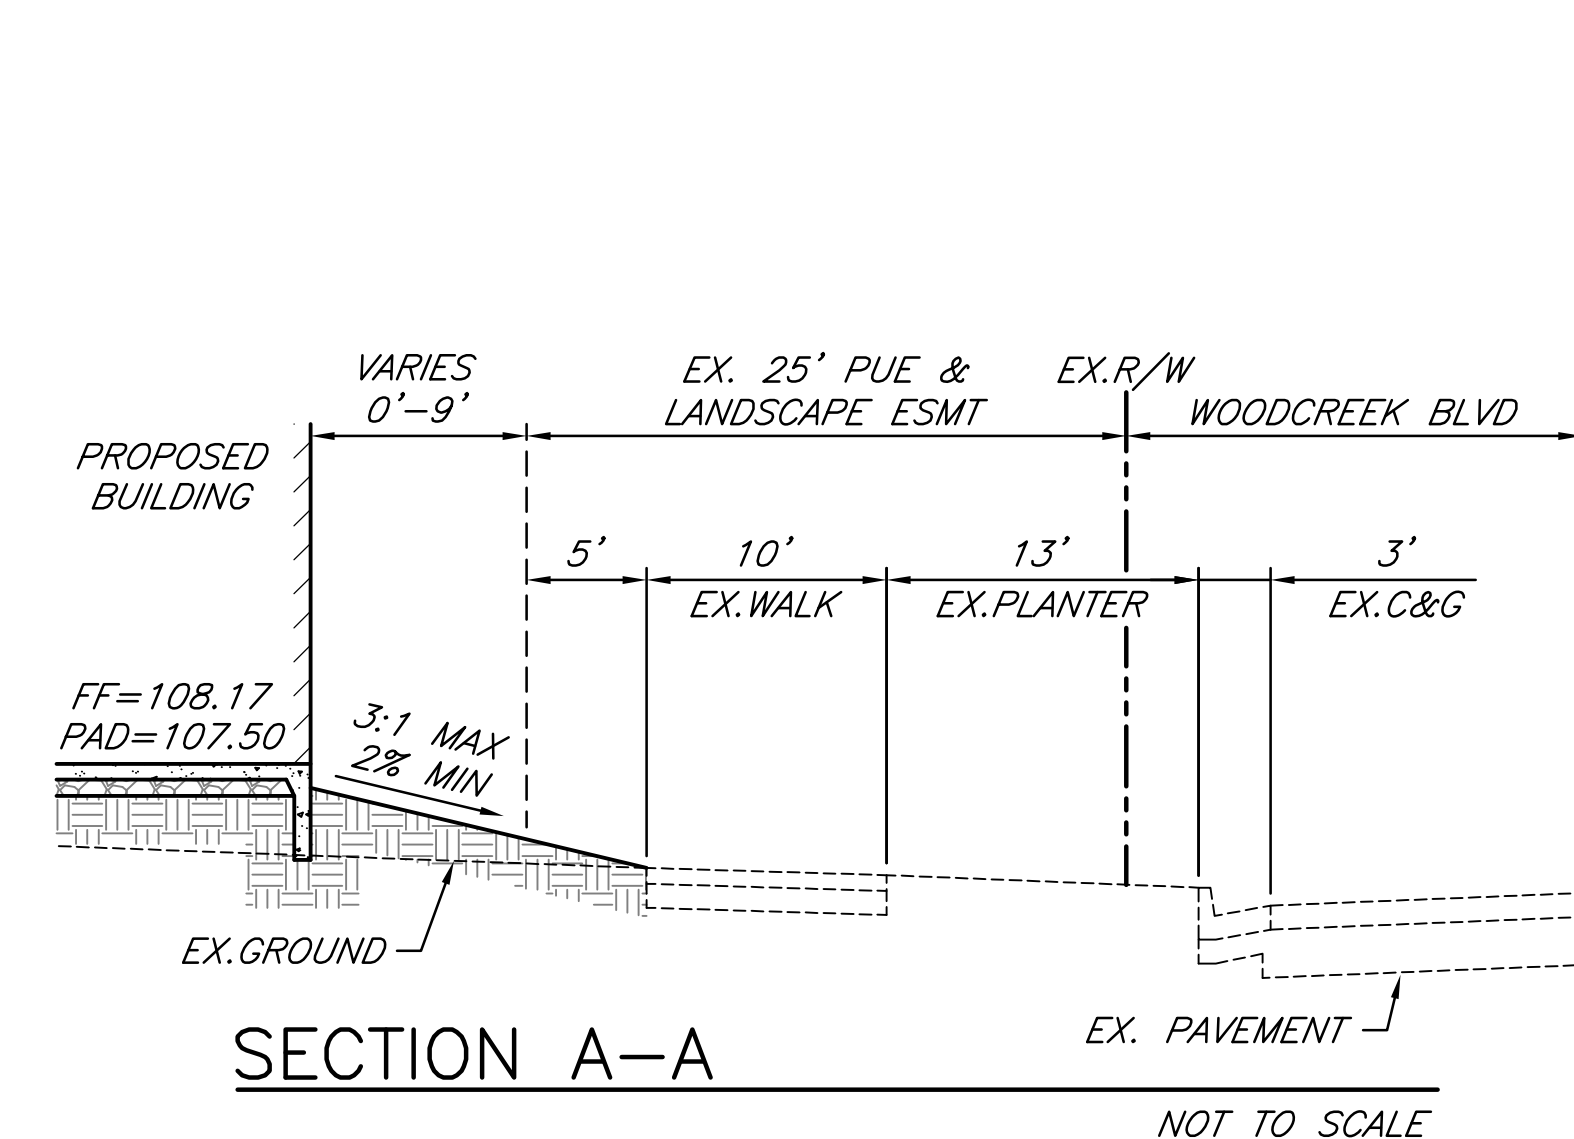 VARIES
0'-9'
EX. 25' PUE &
LANDSCAPE ESMT
EX.R/W
WOODCREEK BLVD
PROPOSED
BUILDING
5'
10'
EX.WALK
13'
EX.PLANTER
3'
EX.C&G
FF=108.17
PAD=107.50
3:1 MAX
2% MIN
EX.GROUND
EX. PAVEMENT
SECTION A-A
NOT TO SCALE